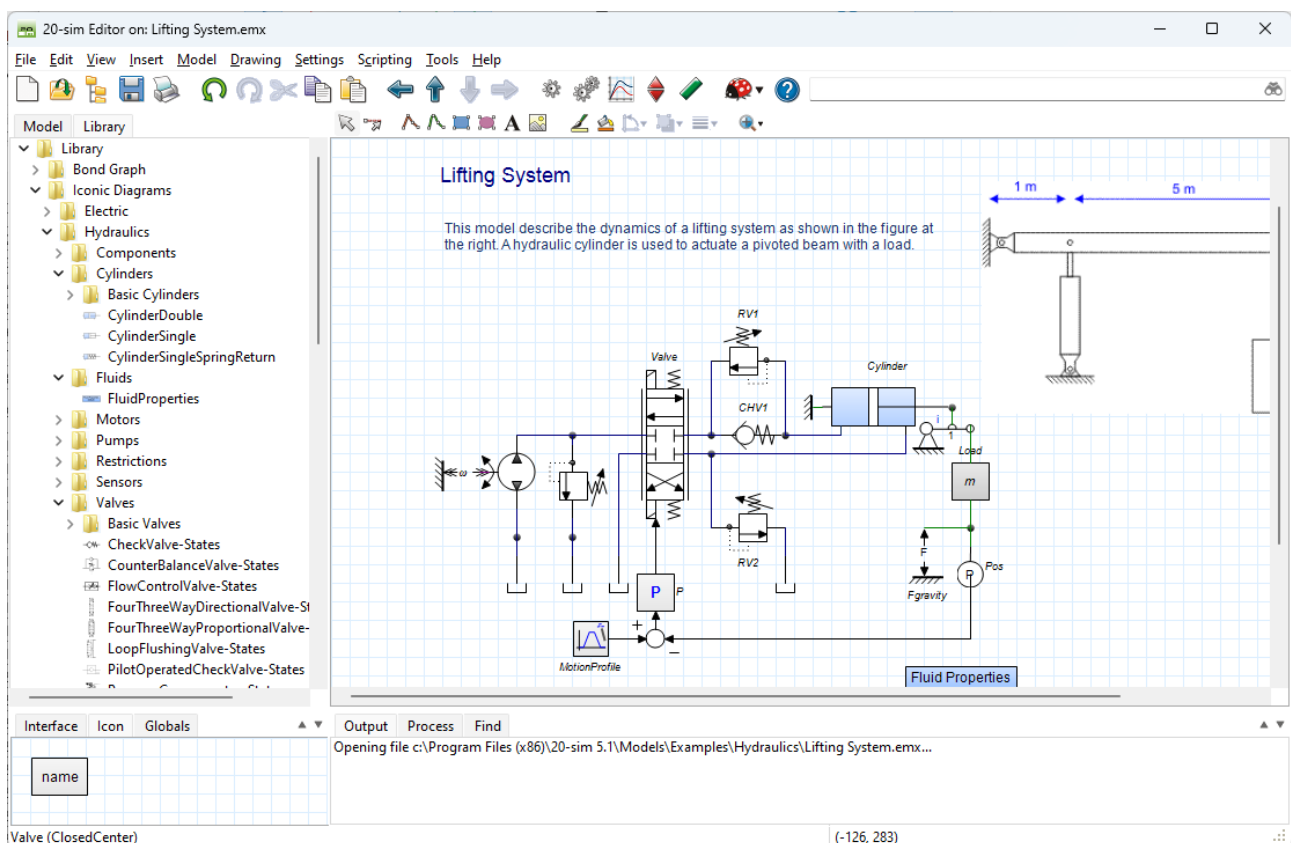 20-sim Editor on: Lifting System.emx
File Edit View Insert Model Drawing Settings Scripting Tools Help
Model Library
Library
Bond Graph
Iconic Diagrams
Electric
Hydraulics
Components
Cylinders
Basic Cylinders
CylinderDouble
CylinderSingle
CylinderSingleSpringReturn
Fluids
FluidProperties
Motors
Pumps
Restrictions
Sensors
Valves
Basic Valves
CheckValve-States
CounterBalanceValve-States
FlowControlValve-States
FourThreeWayDirectionalValve-St
FourThreeWayProportionalValve-
LoopFlushingValve-States
PilotOperatedCheckValve-States
A
Lifting System
This model describe the dynamics of a lifting system as shown in the figure at
the right. A hydraulic cylinder is used to actuate a pivoted beam with a load.
1 m
5 m
RV1
Valve
Cylinder
CHV1
i
1
Load
ω
m
RV2
F
Pos
P
Fgravity
P
P
+
−
MotionProfile
Fluid Properties
Interface Icon Globals
name
Output Process Find
Opening file c:\Program Files (x86)\20-sim 5.1\Models\Examples\Hydraulics\Lifting System.emx...
Valve (ClosedCenter)
(-126, 283)